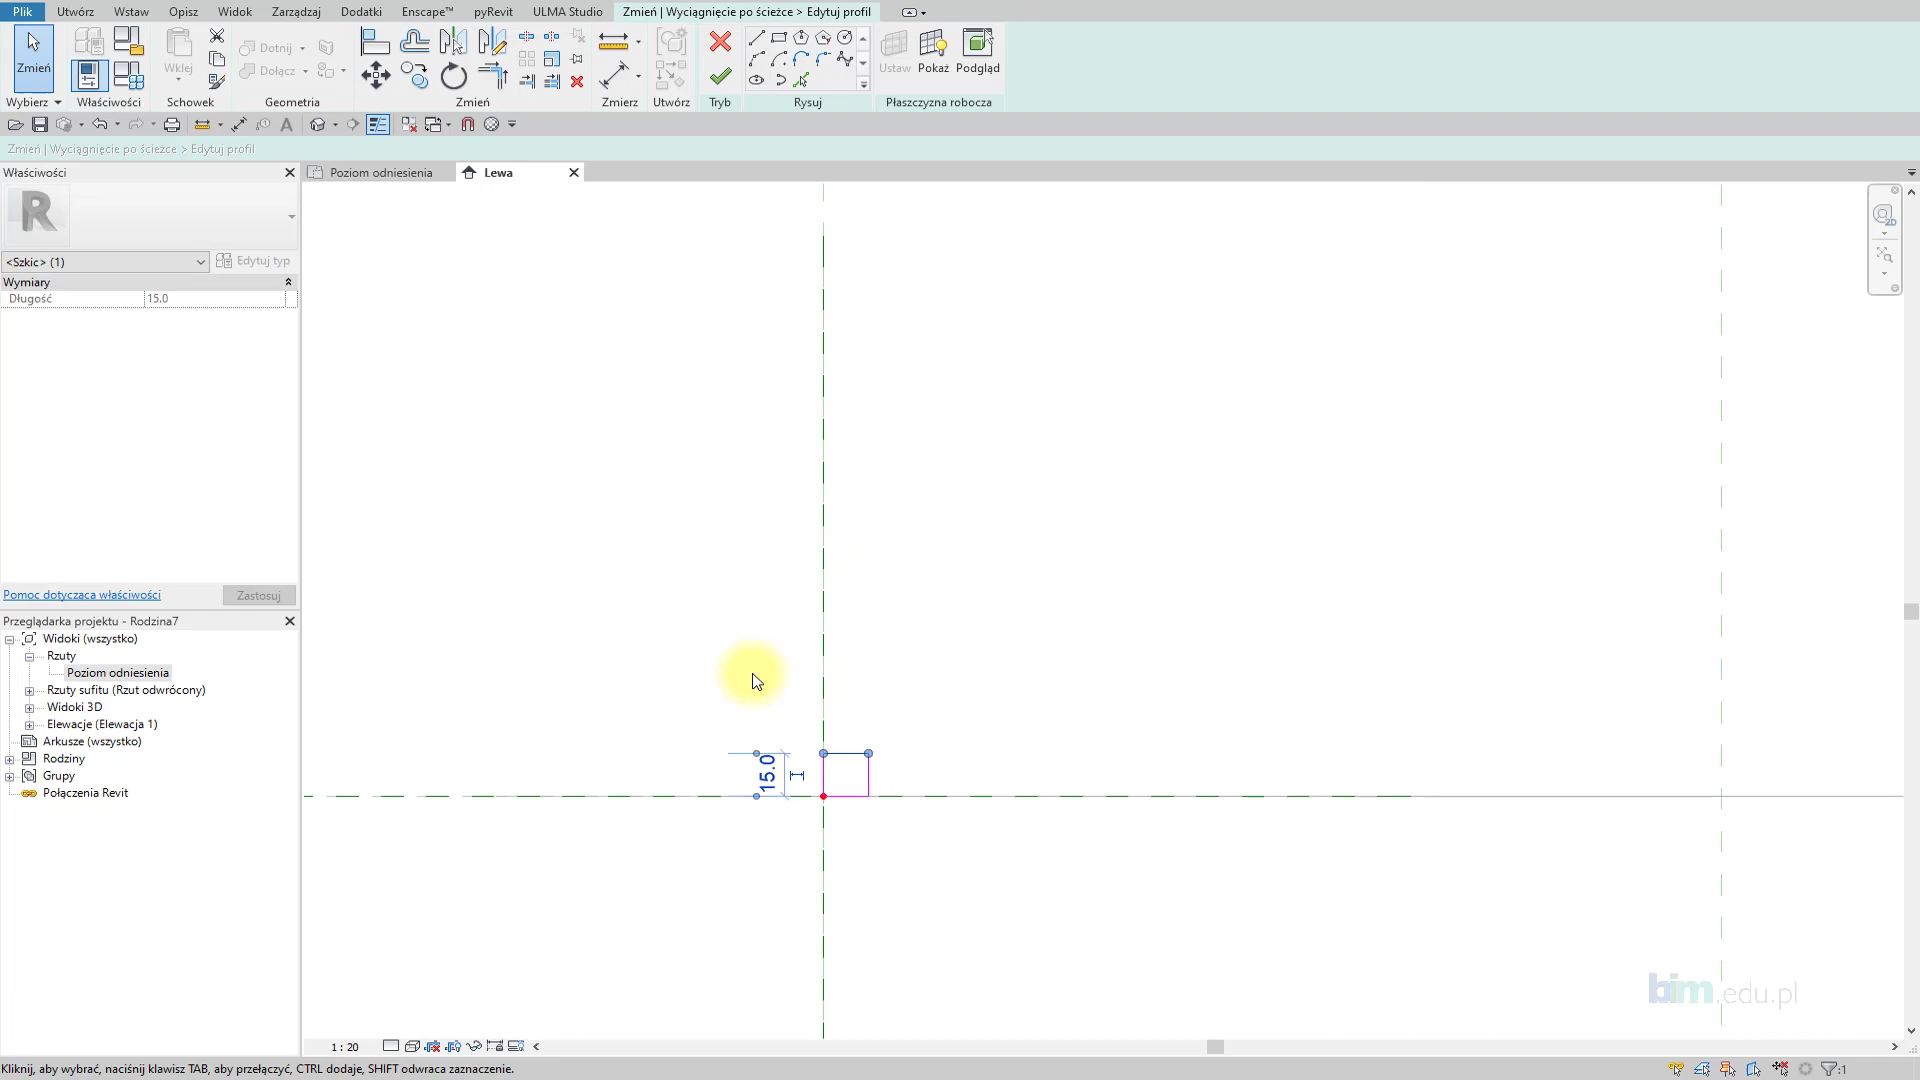 Plik Utwórz Wstaw Opisz Widok Zarządzaj Dodatki Enscape™ pyRevit ULMA Studio Zmień | Wyciągnięcie po ścieżce > Edytuj profil
Zmień Wklej Dotnij Dołącz Ustaw Pokaż Podgląd
Wybierz Właściwości Schowek Geometria Zmień Zmierz Utwórz Tryb Rysuj Płaszczyzna robocza
Zmień | Wyciągnięcie po ścieżce > Edytuj profil
Właściwości
Poziom odniesienia
Lewa
R
2D
<Szkic> (1)
Edytuj typ
Wymiary
Długość 15.0
Pomoc dotycząca właściwości
Zastosuj
Przeglądarka projektu - Rodzina7
Widoki (wszystko)
Rzuty
Poziom odniesienia
Rzuty sufitu (Rzut odwrócony)
Widoki 3D
Elewacje (Elewacja 1)
Arkusze (wszystko)
Rodziny
Grupy
Połączenia Revit
15.0
bim.edu.pl
1 : 20
Kliknij, aby wybrać, naciśnij klawisz TAB, aby przełączyć, CTRL dodaje, SHIFT odwraca zaznaczenie.
:1